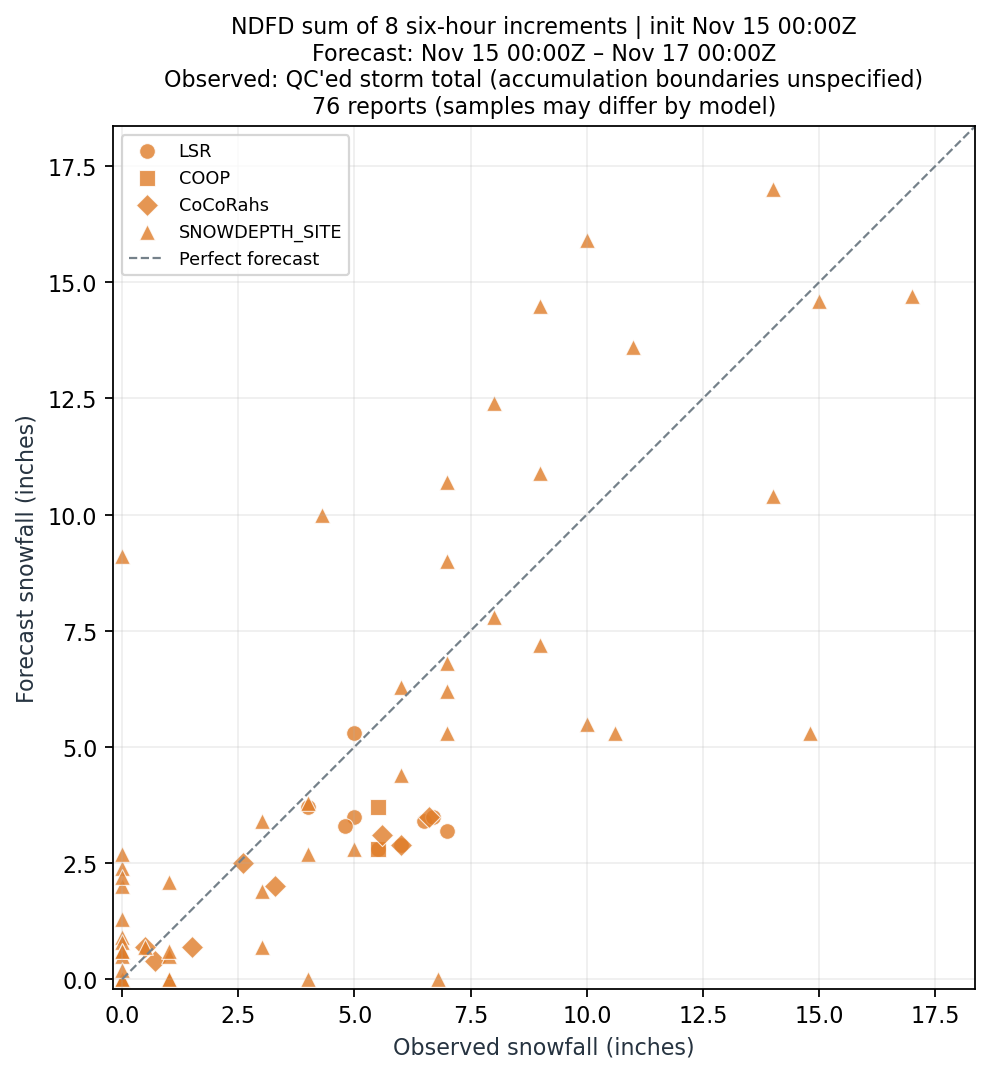 NDFD sum of 8 six-hour increments | init Nov 15 00:00Z
Forecast: Nov 15 00:00Z – Nov 17 00:00Z
Observed: QC'ed storm total (accumulation boundaries unspecified)
76 reports (samples may differ by model)
LSR
COOP
CoCoRahs
SNOWDEPTH_SITE
Perfect forecast
17.5
15.0
12.5
10.0
7.5
5.0
2.5
0.0
Forecast snowfall (inches)
0.0 2.5 5.0 7.5 10.0 12.5 15.0 17.5
Observed snowfall (inches)